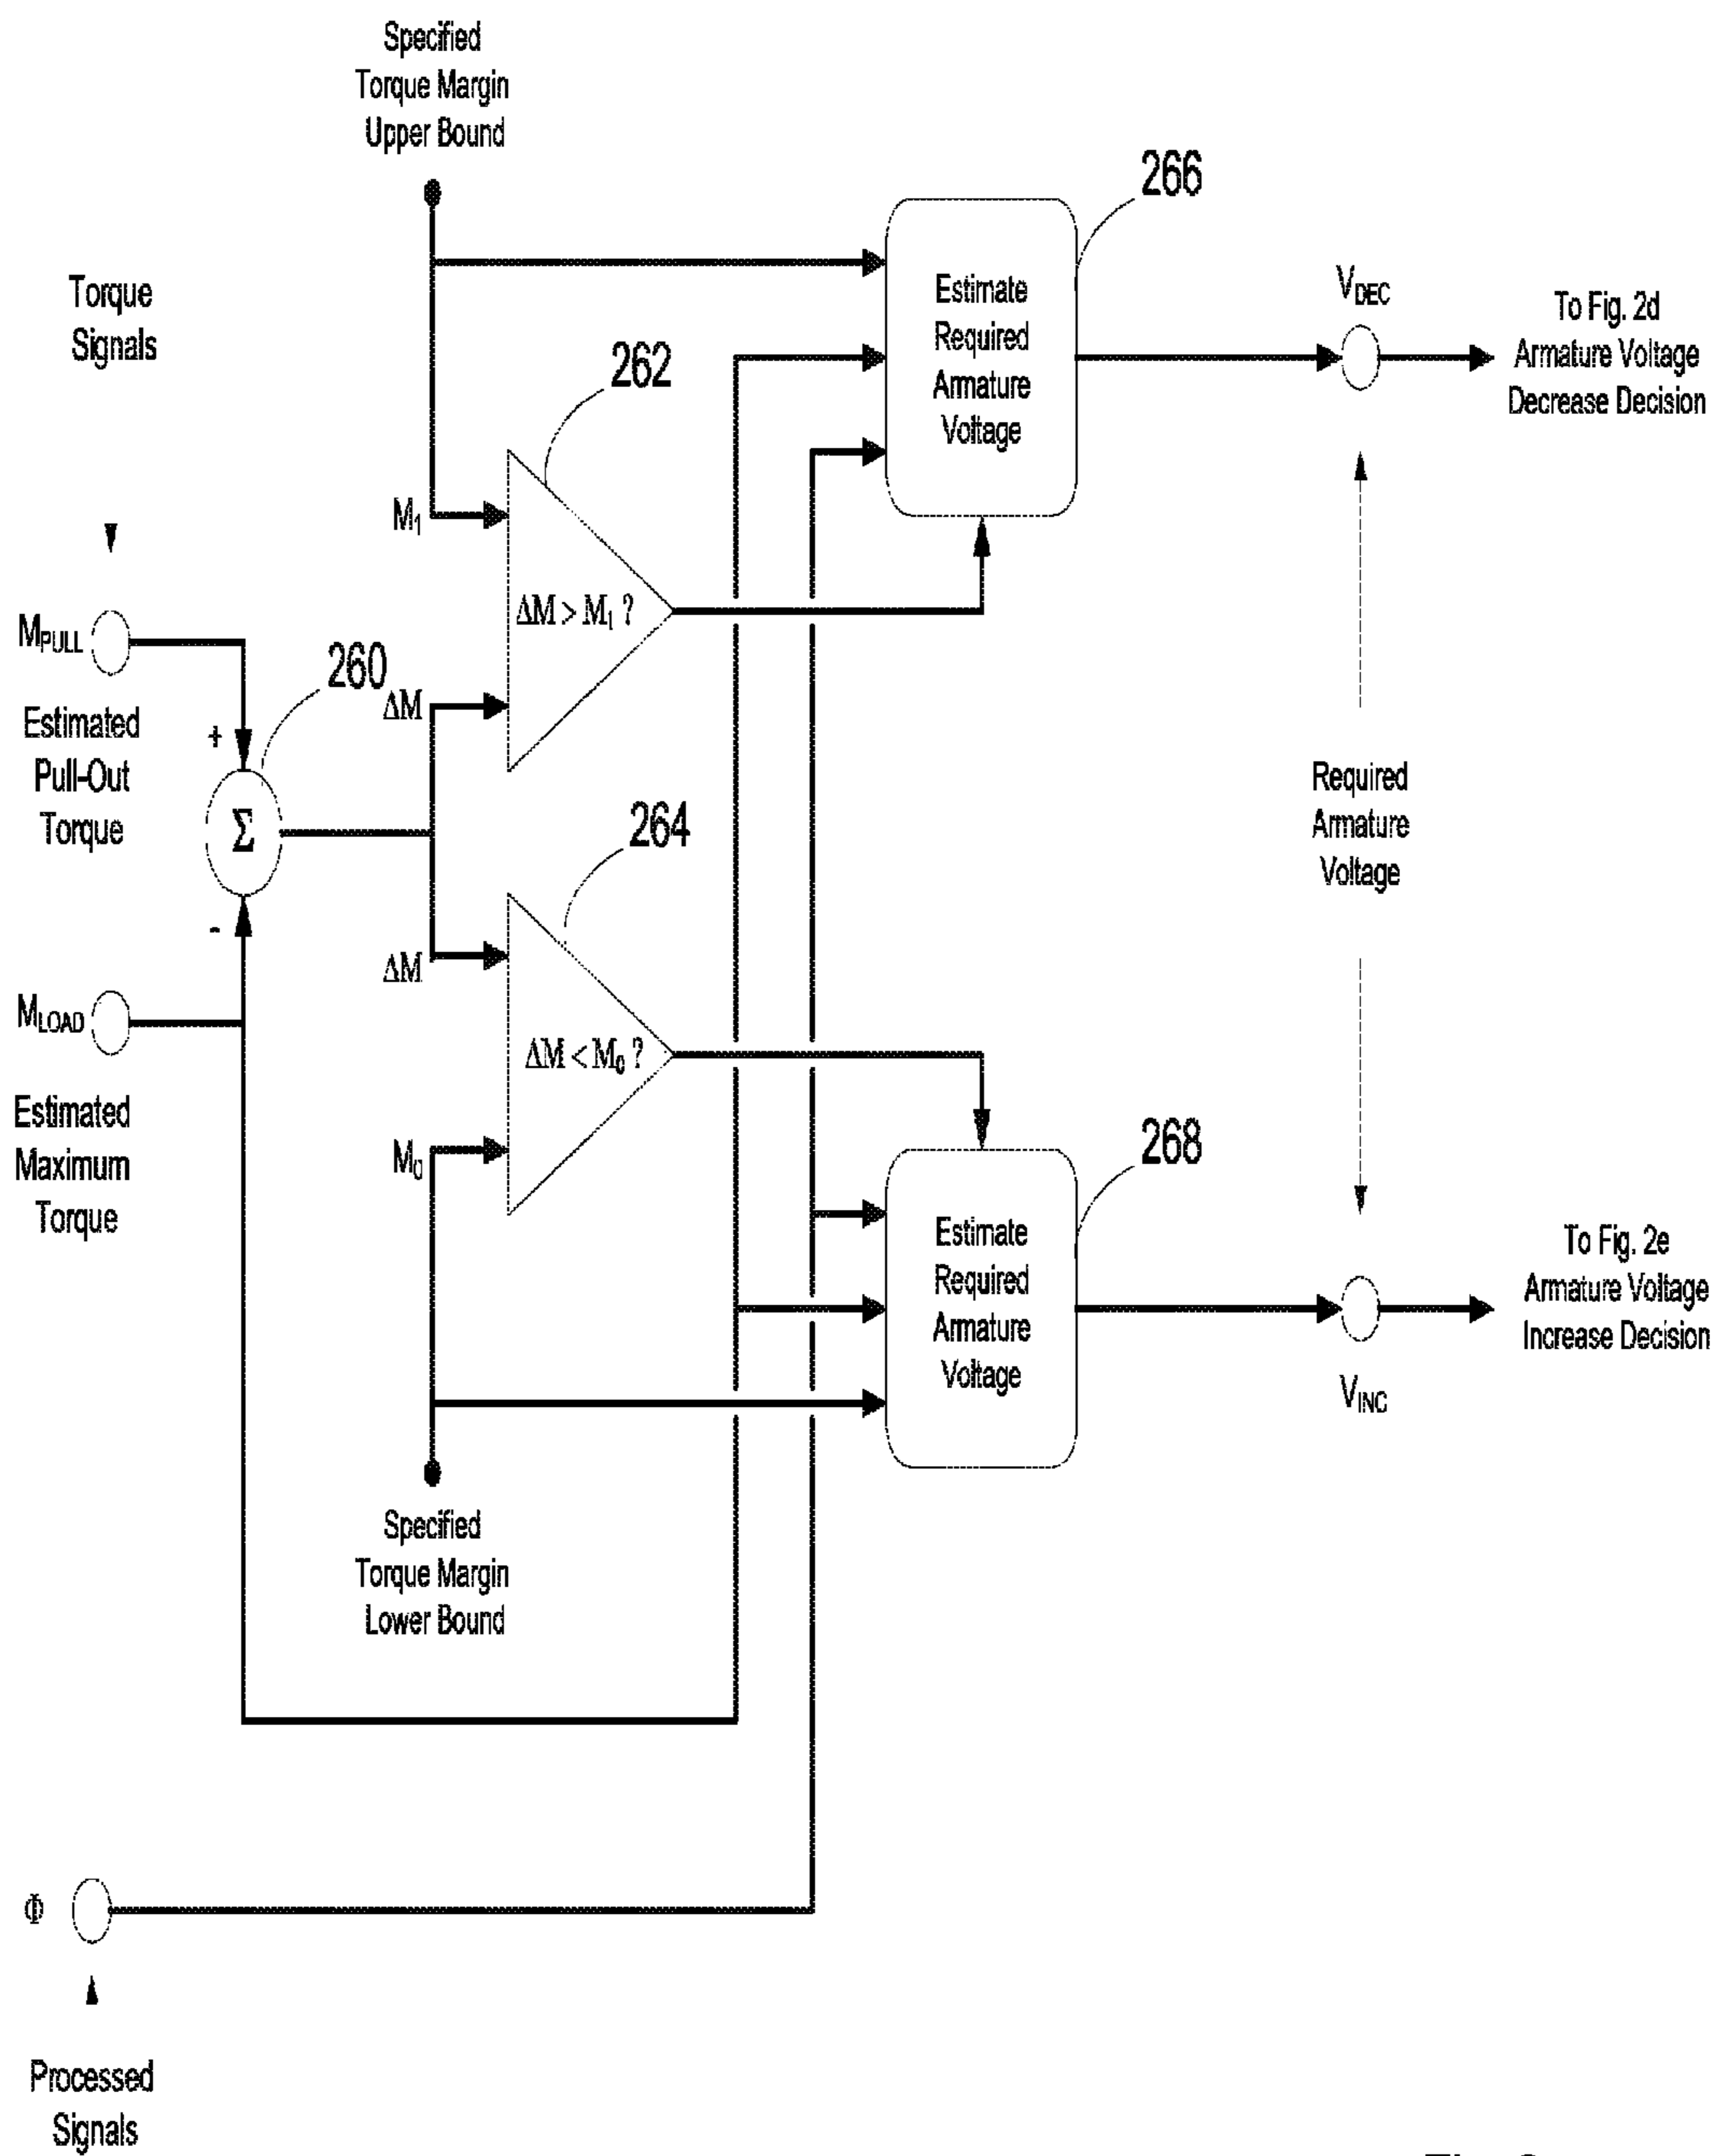 Specified
Torque Margin
Upper Bound
266
Torque
Signals
Estimate
Required
Armature
Voltage
VDEC
To Fig. 2d
Armature Voltage
Decrease Decision
262
M1
ΔM > M1 ?
MPULL
260
ΔM
Estimated
Pull-Out
Torque
+
Σ
-
264
Required
Armature
Voltage
ΔM
MLOAD
ΔM < M0 ?
Estimated
Maximum
Torque
M0
268
Estimate
Required
Armature
Voltage
To Fig. 2e
Armature Voltage
Increase Decision
VINC
Specified
Torque Margin
Lower Bound
Φ
Processed
Signals